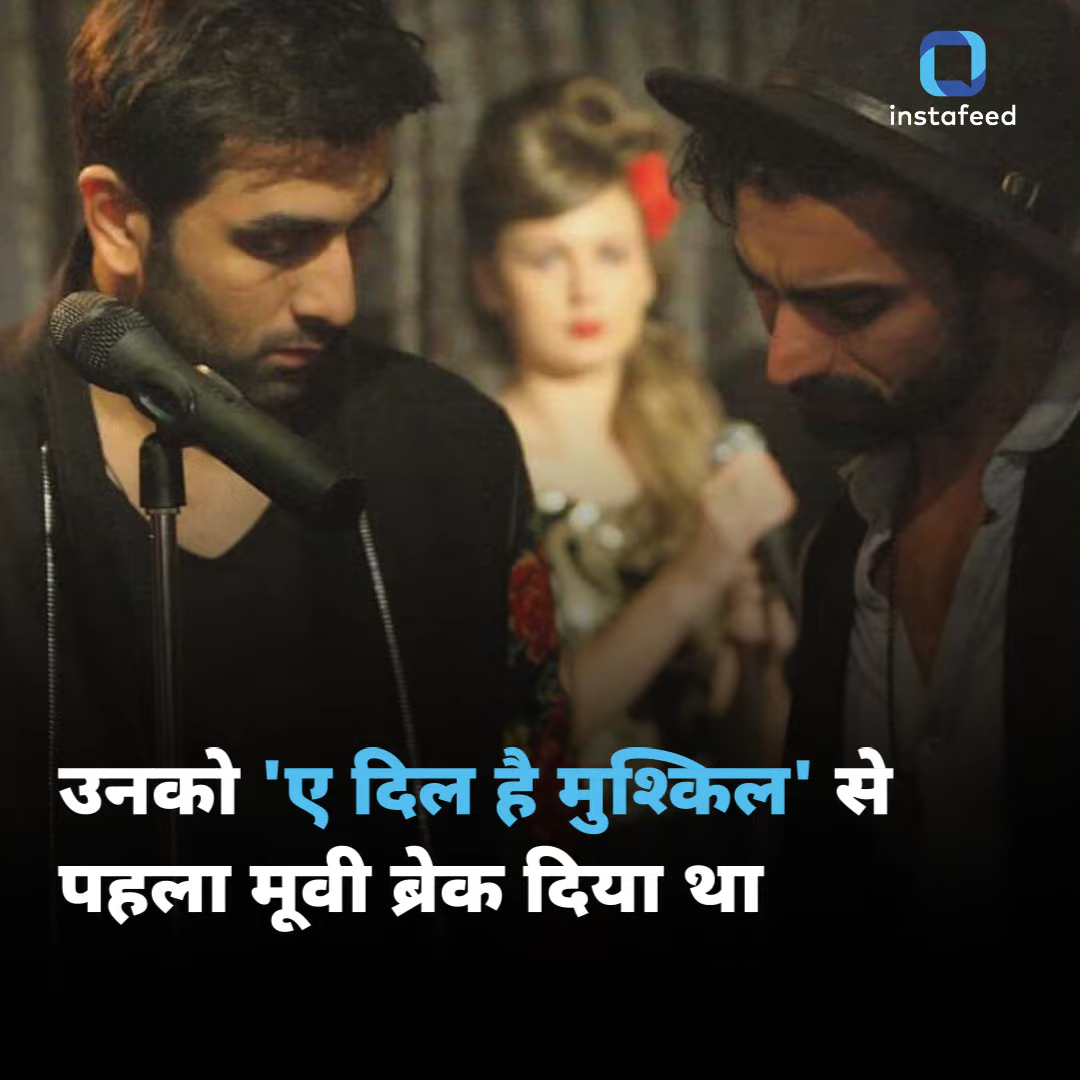 instafeed
उनको 'ए दिल है मुश्किल' से
पहला मूवी ब्रेक दिया था